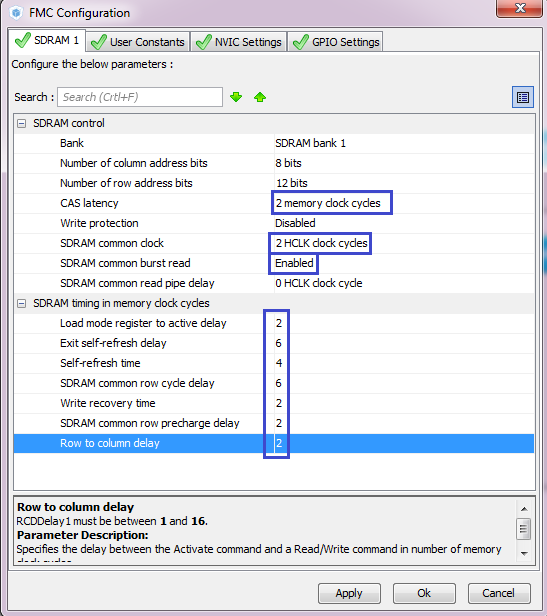 FMC Configuration
SDRAM 1 User Constants NVIC Settings GPIO Settings
Configure the below parameters :
Search : Search (Crtl+F)
SDRAM control
Bank SDRAM bank 1
Number of column address bits 8 bits
Number of row address bits 12 bits
CAS latency 2 memory clock cycles
Write protection Disabled
SDRAM common clock 2 HCLK clock cycles
SDRAM common burst read Enabled
SDRAM common read pipe delay 0 HCLK clock cycle
SDRAM timing in memory clock cycles
Load mode register to active delay 2
Exit self-refresh delay 6
Self-refresh time 4
SDRAM common row cycle delay 6
Write recovery time 2
SDRAM common row precharge delay 2
Row to column delay 2
Row to column delay
RCDDelay1 must be between 1 and 16.
Parameter Description:
Specifies the delay between the Activate command and a Read/Write command in number of memory
clock cycles
Apply Ok Cancel